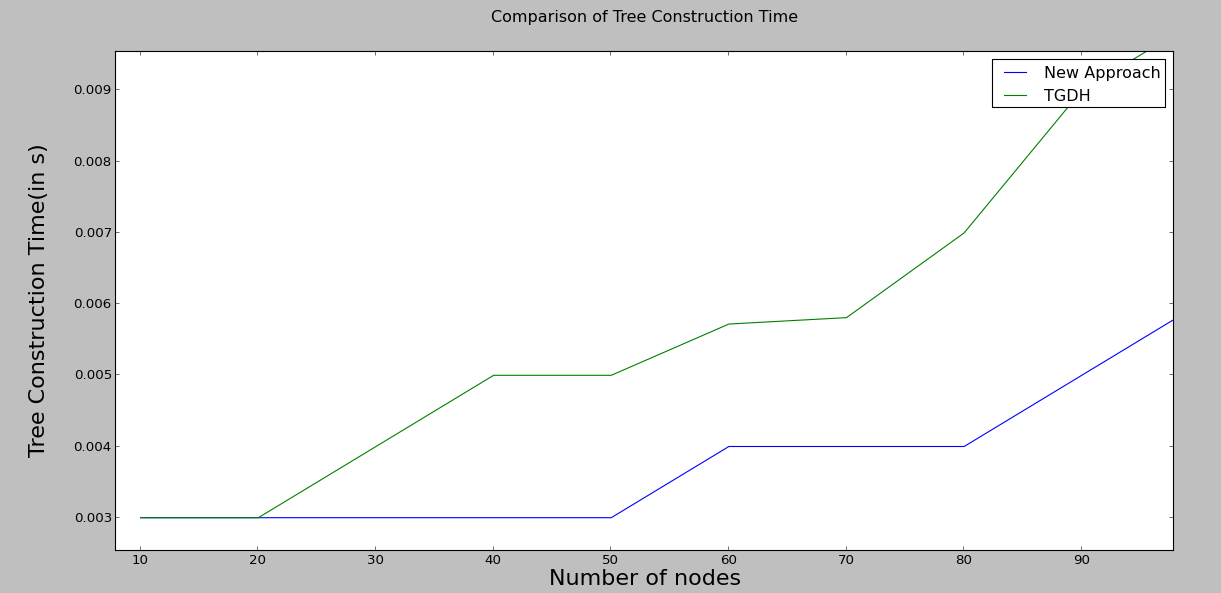 Comparison of Tree Construction Time
New Approach
TGDH
0.009
0.008
0.007
0.006
0.005
0.004
0.003
Tree Construction Time(in s)
10 20 30 40 50 60 70 80 90
Number of nodes